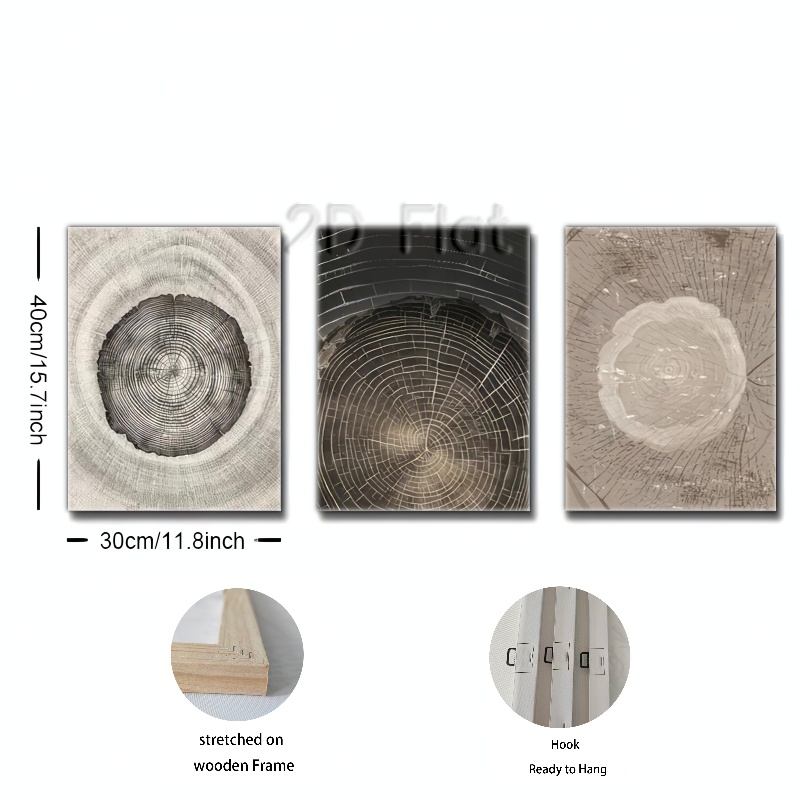 2D Flat
40cm/15.7inch
30cm/11.8inch
stretched on
wooden Frame
Hook
Ready to Hang